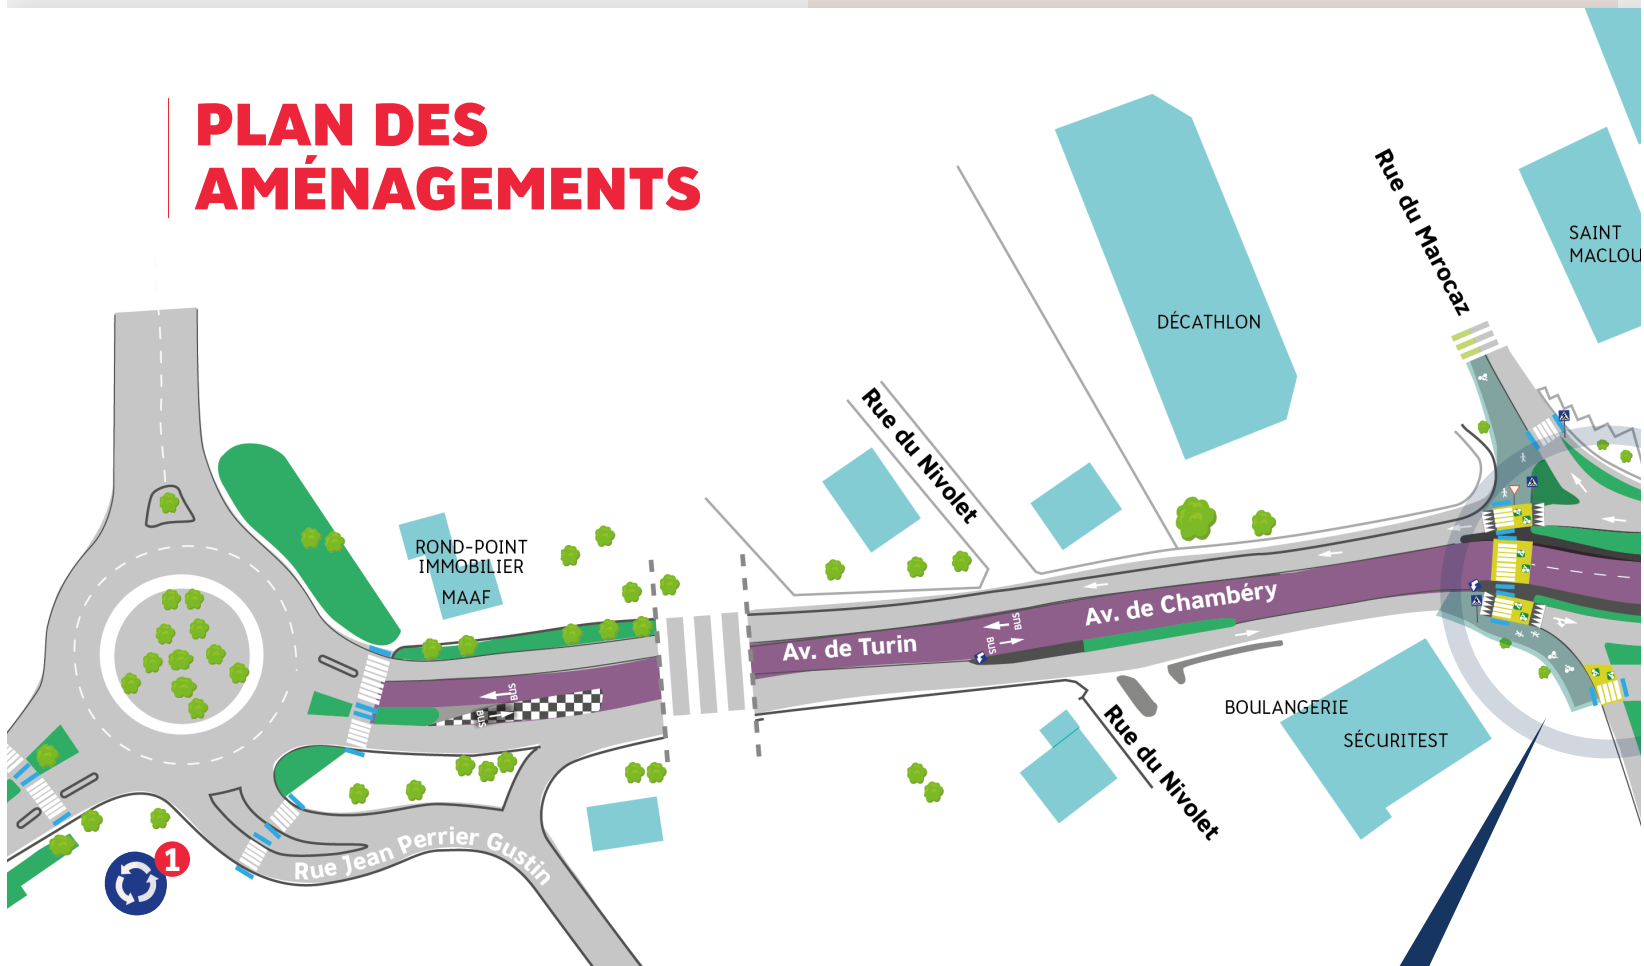 PLAN DES
AMÉNAGEMENTS
Rue du Marocaz
SAINT
DÉCATHLON
Rue du Nivolet
ROND-POINT
IMMOBILIER
MAAF
BUS
BUS
Av. de Chambéry
Av. de Turin
BUS
BUS
BOULANGERIE
SÉCURITEST
Rue du Nivolet
Rue Jean Perrier Gustin
1